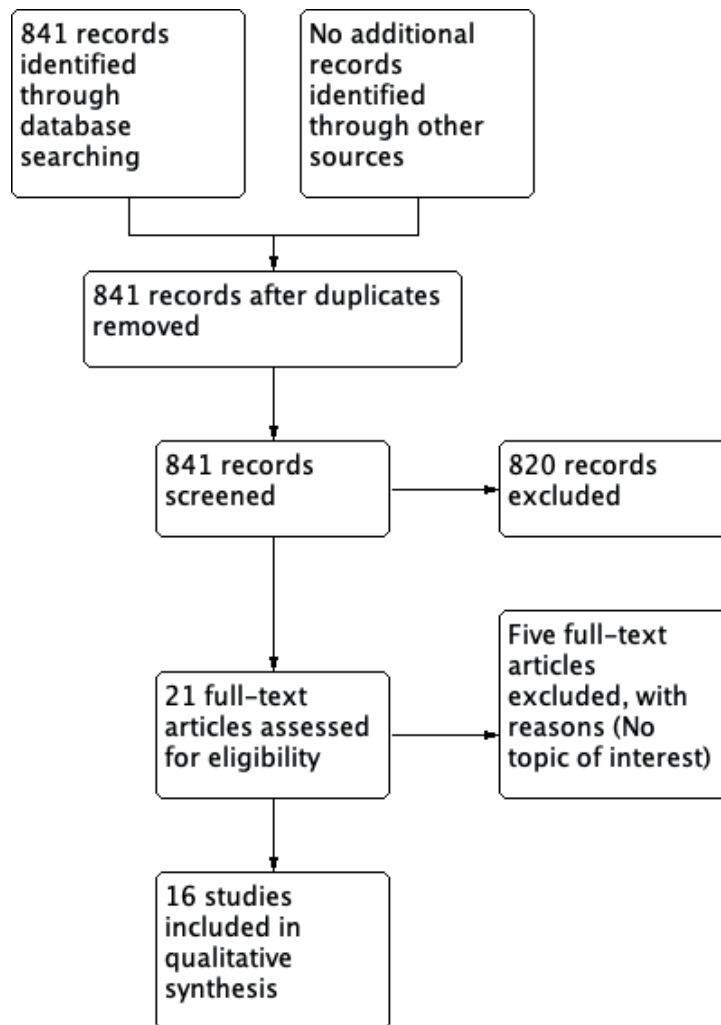 841 records
identified
through
database
searching
No additional
records
identified
through other
sources
841 records after duplicates
removed
841 records
screened
820 records
excluded
21 full-text
articles assessed
for eligibility
Five full-text
articles
excluded, with
reasons (No
topic of interest)
16 studies
included in
qualitative
synthesis